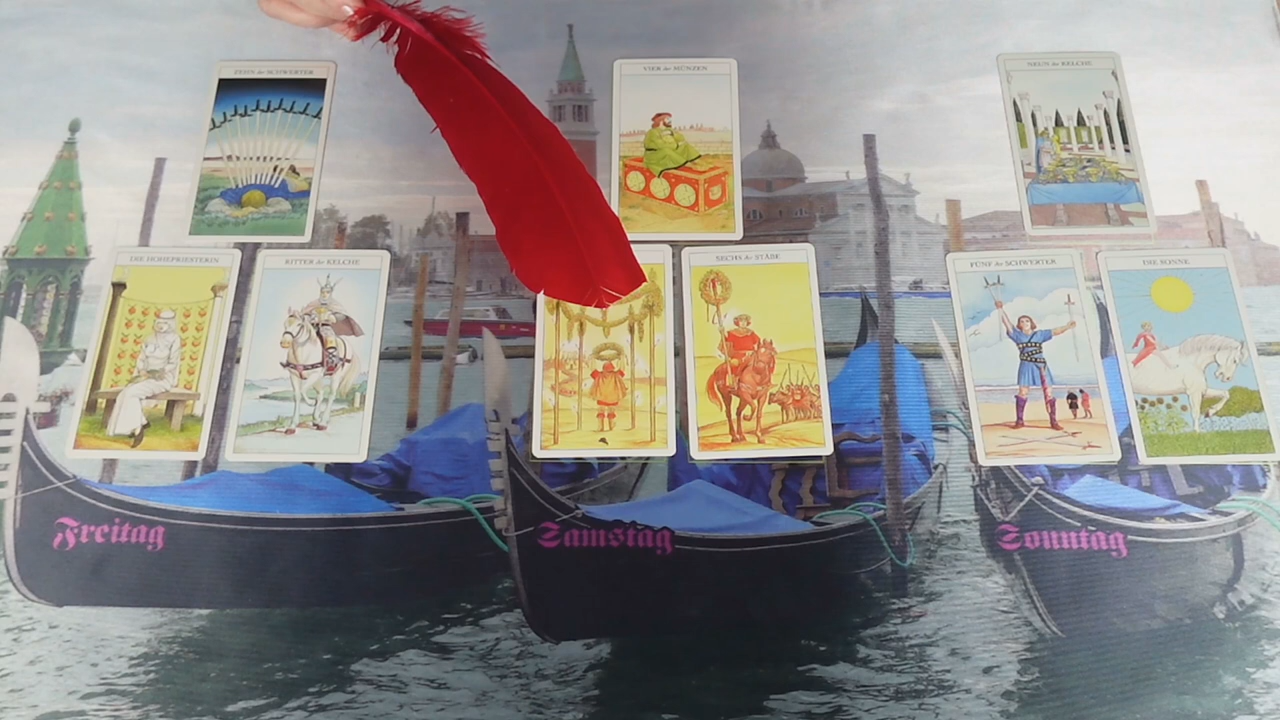 ZEHN der SCHWERTER
VIER der MÜNZEN
NEUN der KELCHE
DIE HOHEPRIESTERIN
RITTER der KELCHE
SECHS der STÄBE
FÜNF der SCHWERTER
DIE SONNE
Freitag
Samstag
Sonntag